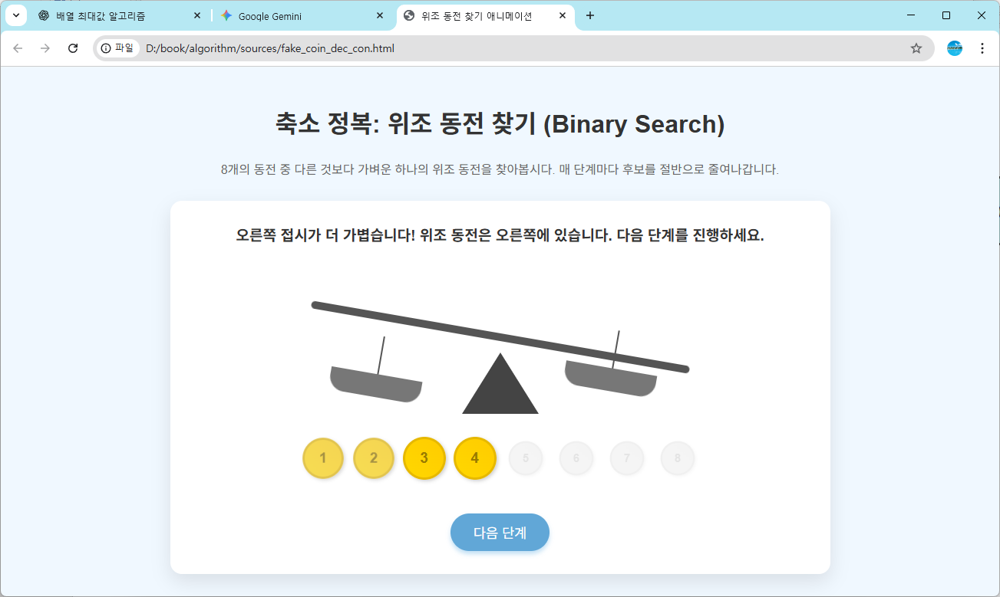 배열 최대값 알고리즘
Google Gemini
위조 동전 찾기 애니메이션
파일
D:/book/algorithm/sources/fake_coin_dec_con.html
축소 정복: 위조 동전 찾기 (Binary Search)
8개의 동전 중 다른 것보다 가벼운 하나의 위조 동전을 찾아봅시다. 매 단계마다 후보를 절반으로 줄여나갑니다.
오른쪽 접시가 더 가볍습니다! 위조 동전은 오른쪽에 있습니다. 다음 단계를 진행하세요.
1 2 3 4 5 6 7 8
다음 단계